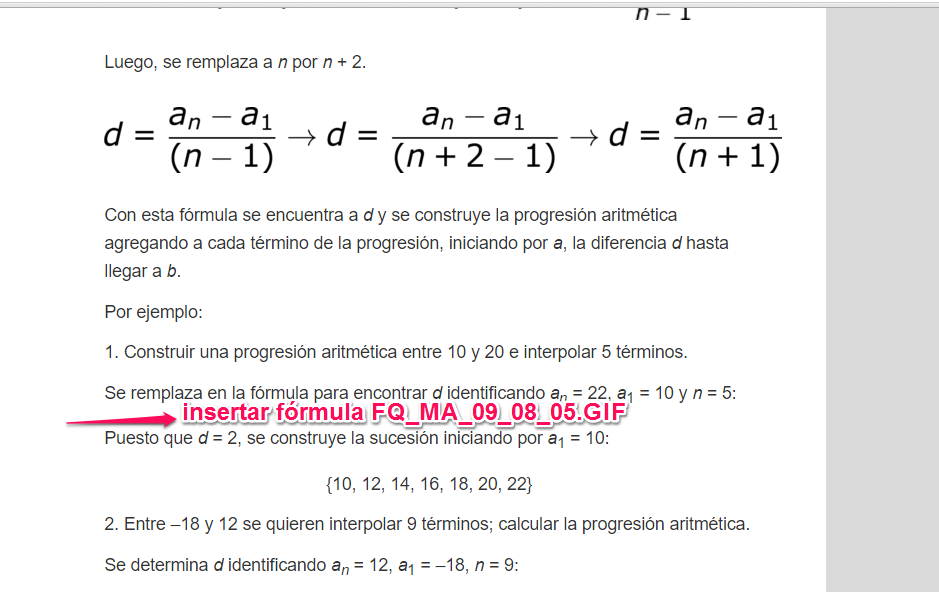 n – 1
Luego, se remplaza a n por n + 2.
d = aₙ – a₁ / (n – 1) → d = aₙ – a₁ / (n + 2 – 1) → d = aₙ – a₁ / (n + 1)
Con esta fórmula se encuentra a d y se construye la progresión aritmética
agregando a cada término de la progresión, iniciando por a, la diferencia d hasta
llegar a b.
Por ejemplo:
1. Construir una progresión aritmética entre 10 y 20 e interpolar 5 términos.
Se remplaza en la fórmula para encontrar d identificando aₙ = 22, a₁ = 10 y n = 5:
insertar fórmula FQ_MA_09_08_05.GIF
Puesto que d = 2, se construye la sucesión iniciando por a₁ = 10:
{10, 12, 14, 16, 18, 20, 22}
2. Entre –18 y 12 se quieren interpolar 9 términos; calcular la progresión aritmética.
Se determina d identificando aₙ = 12, a₁ = –18, n = 9: